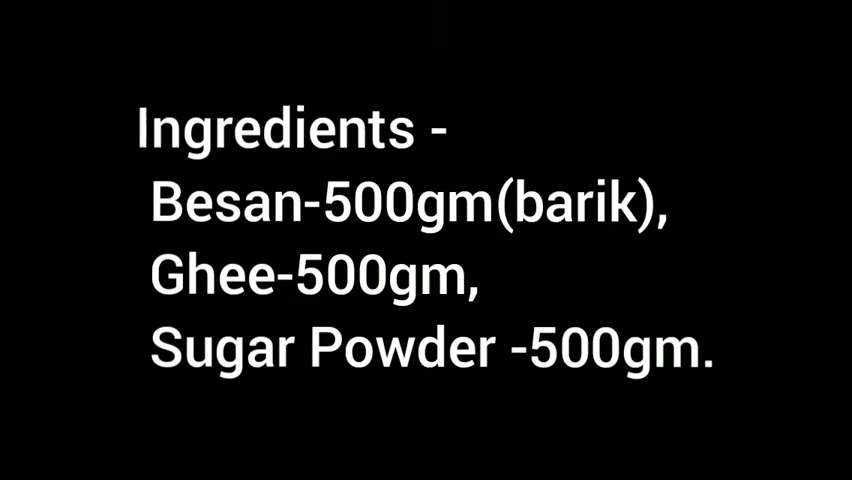 Ingredients -
Besan-500gm(barik),
Ghee-500gm,
Sugar Powder -500gm.